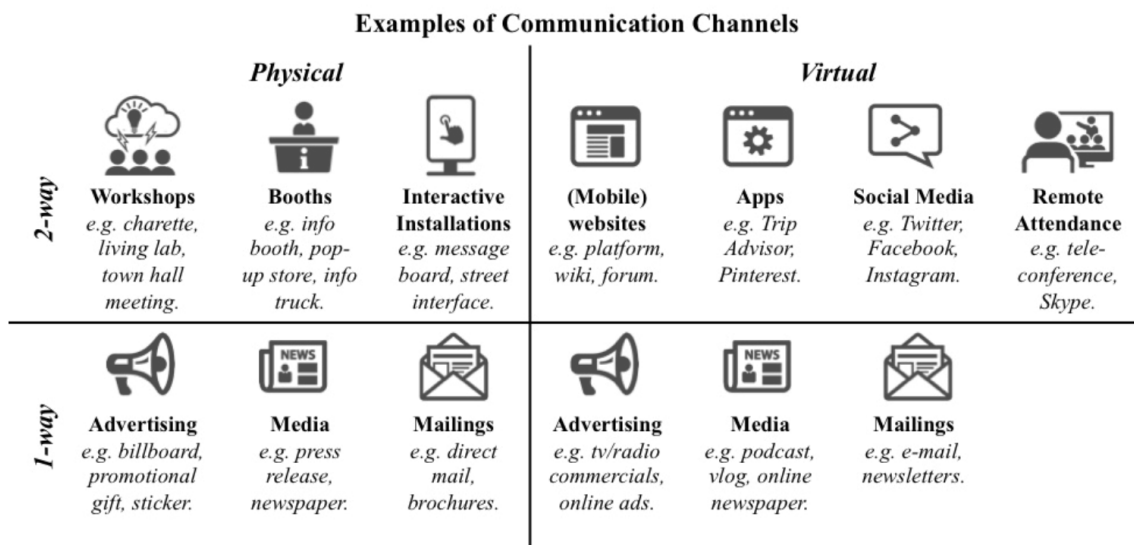 Examples of Communication Channels
Physical
Virtual
2-way
Workshops
e.g. charette,
living lab,
town hall
meeting.
i
Booths
e.g. info
booth, pop-
up store, info
truck.
Interactive
Installations
e.g. message
board, street
interface.
(Mobile)
websites
e.g. platform,
wiki, forum.
Apps
e.g. Trip
Advisor,
Pinterest.
Social Media
e.g. Twitter,
Facebook,
Instagram.
Remote
Attendance
e.g. tele-
conference,
Skype.
1-way
Advertising
e.g. billboard,
promotional
gift, sticker.
NEWS
Media
e.g. press
release,
newspaper.
Mailings
e.g. direct
mail,
brochures.
Advertising
e.g. tv/radio
commercials,
online ads.
NEWS
Media
e.g. podcast,
vlog, online
newspaper.
Mailings
e.g. e-mail,
newsletters.